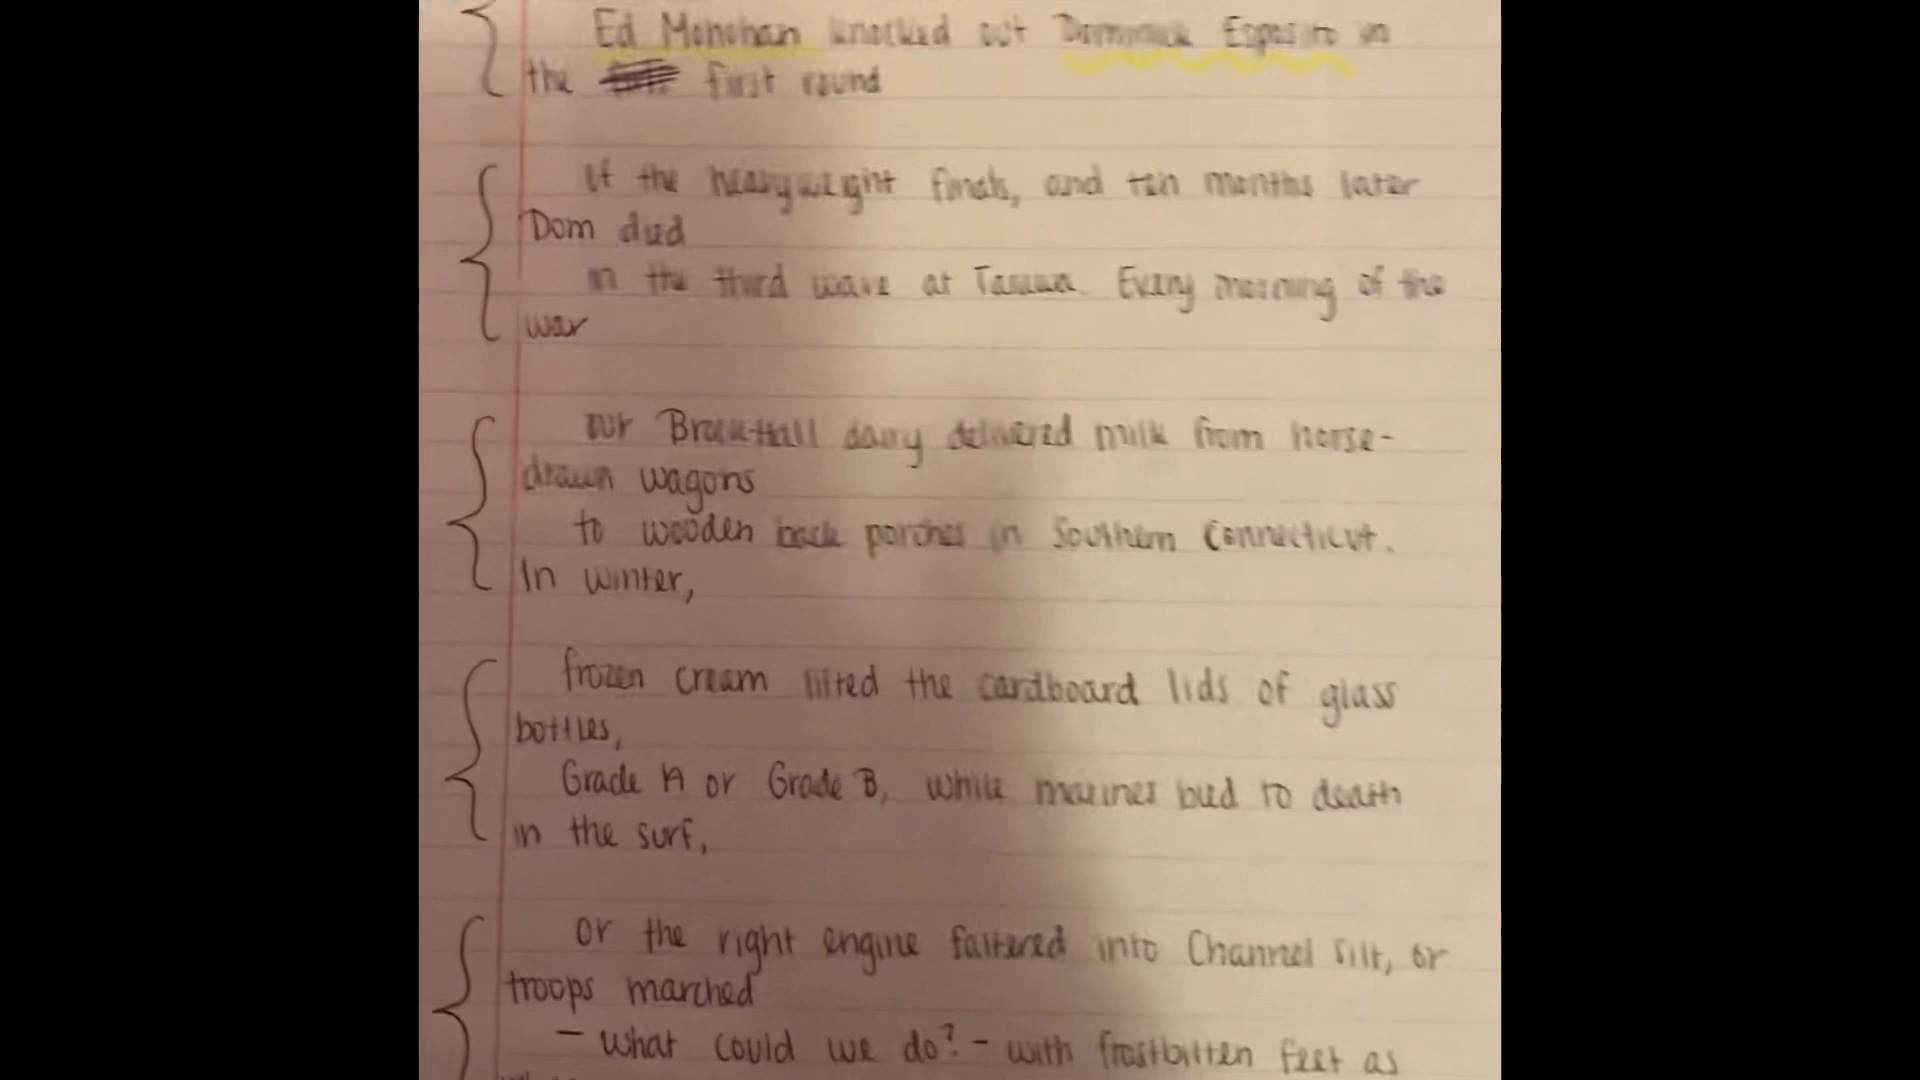 Ed Monohan knocked out Dominick Esposito in
the first round
If the heavyweight finals, and ten months later
Dom died
in the third wave at Tarawa. Every morning of the
war
our Brock-Hall dairy delivered milk from horse-
drawn wagons
to wooden back porches in Southern Connecticut.
In winter,
frozen cream lifted the cardboard lids of glass
bottles,
Grade A or Grade B, while marines bled to death
in the surf,
or the right engine faltered into Channel silt, or
troops marched
- what could we do? - with frostbitten feet as